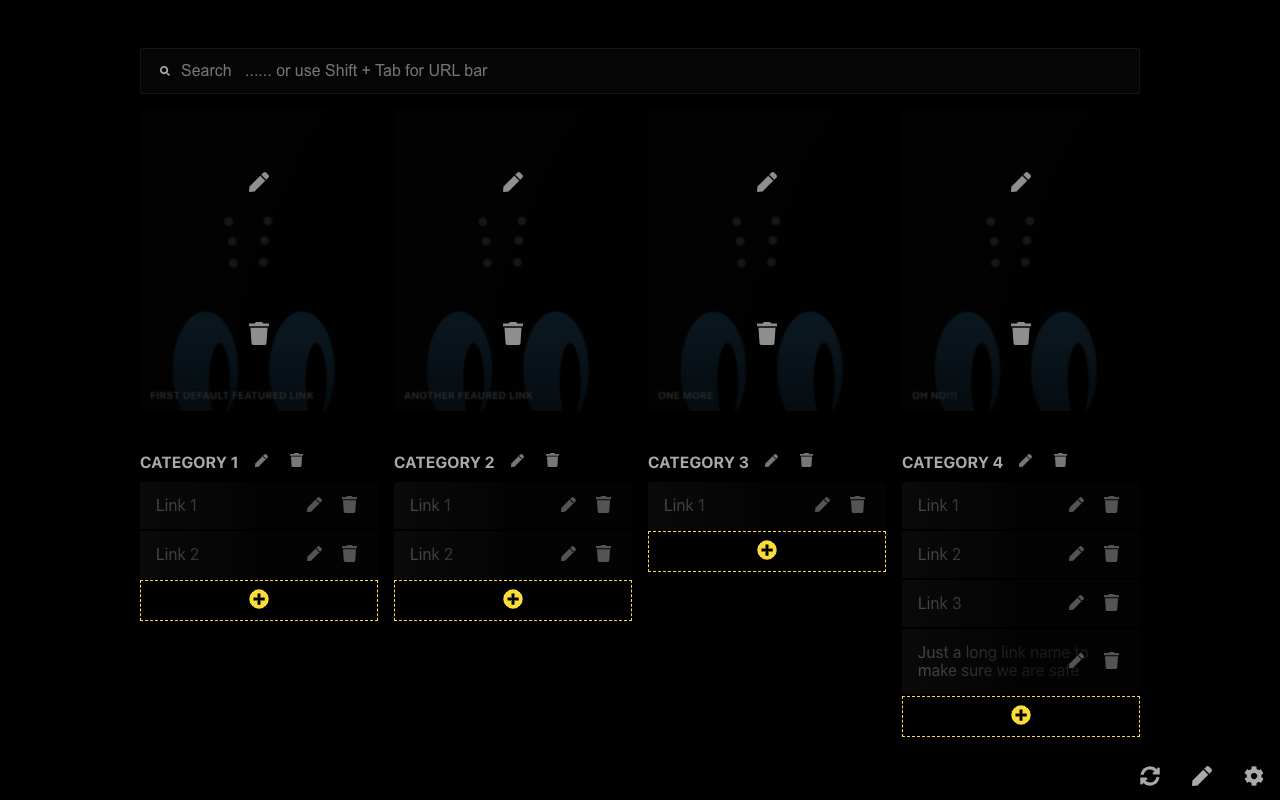 Search ...... or use Shift + Tab for URL bar
FIRST DEFAULT FEATURED LINK
ANOTHER FEAURED LINK
ONE MORE
OH NO!!!
CATEGORY 1
Link 1
Link 2
CATEGORY 2
Link 1
Link 2
CATEGORY 3
Link 1
CATEGORY 4
Link 1
Link 2
Link 3
Just a long link name to
make sure we are safe